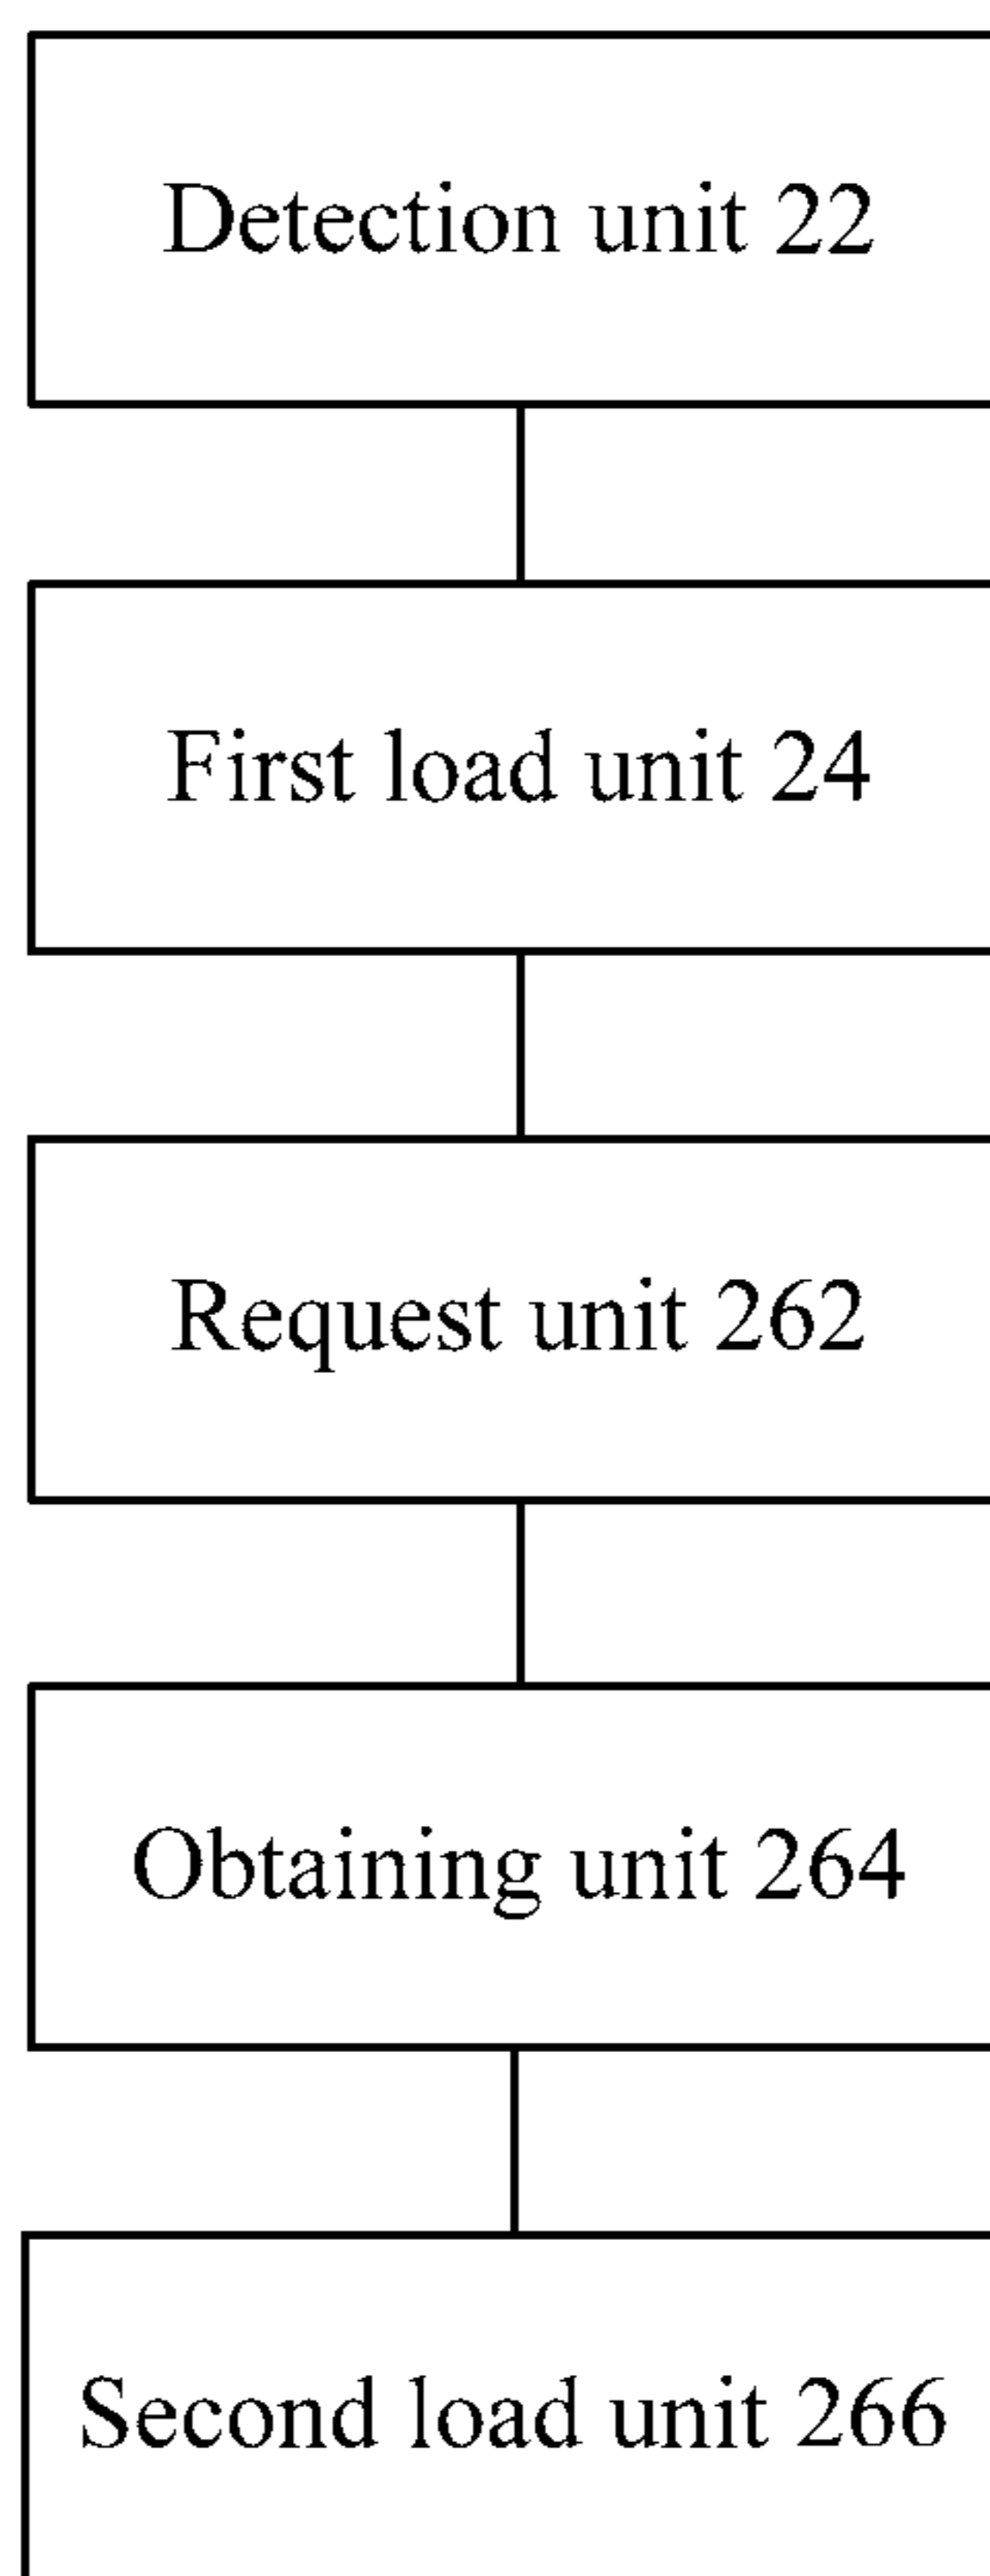 Detection unit 22
First load unit 24
Request unit 262
Obtaining unit 264
Second load unit 266